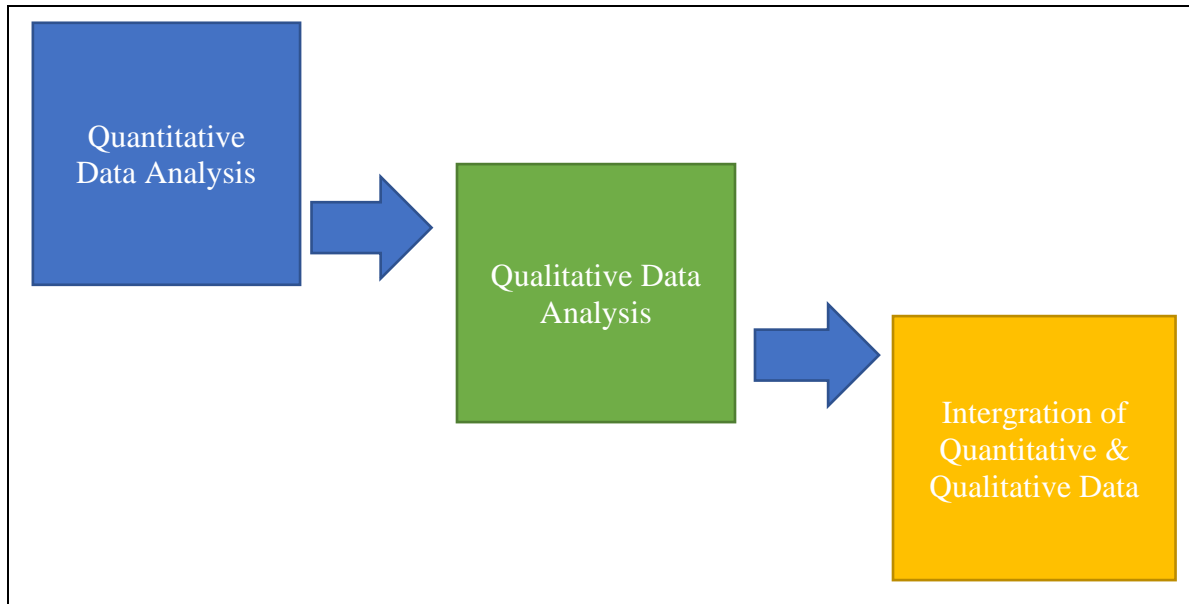 Quantitative
Data Analysis
Qualitative Data
Analysis
Intergration of
Quantitative &
Qualitative Data